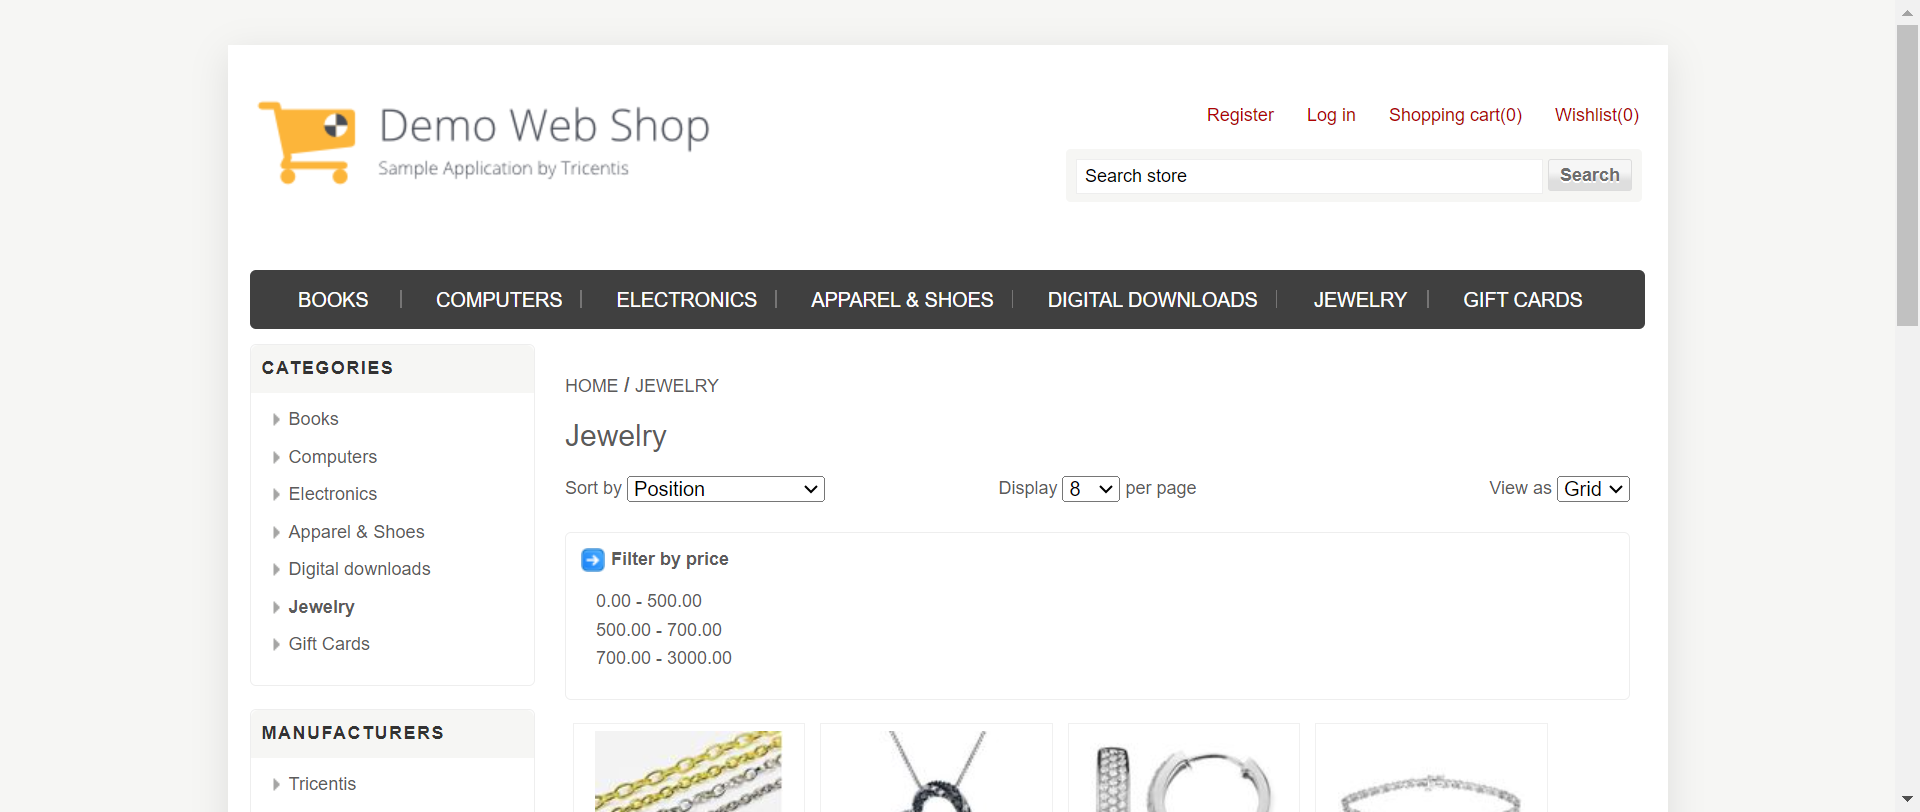 Demo Web Shop
Sample Application by Tricentis
Register Log in Shopping cart(0) Wishlist(0)
Search store Search
BOOKS COMPUTERS ELECTRONICS APPAREL & SHOES DIGITAL DOWNLOADS JEWELRY GIFT CARDS
CATEGORIES
Books
Computers
Electronics
Apparel & Shoes
Digital downloads
Jewelry
Gift Cards
MANUFACTURERS
Tricentis
HOME / JEWELRY
Jewelry
Sort by Position Display 8 per page View as Grid
Filter by price
0.00 - 500.00
500.00 - 700.00
700.00 - 3000.00